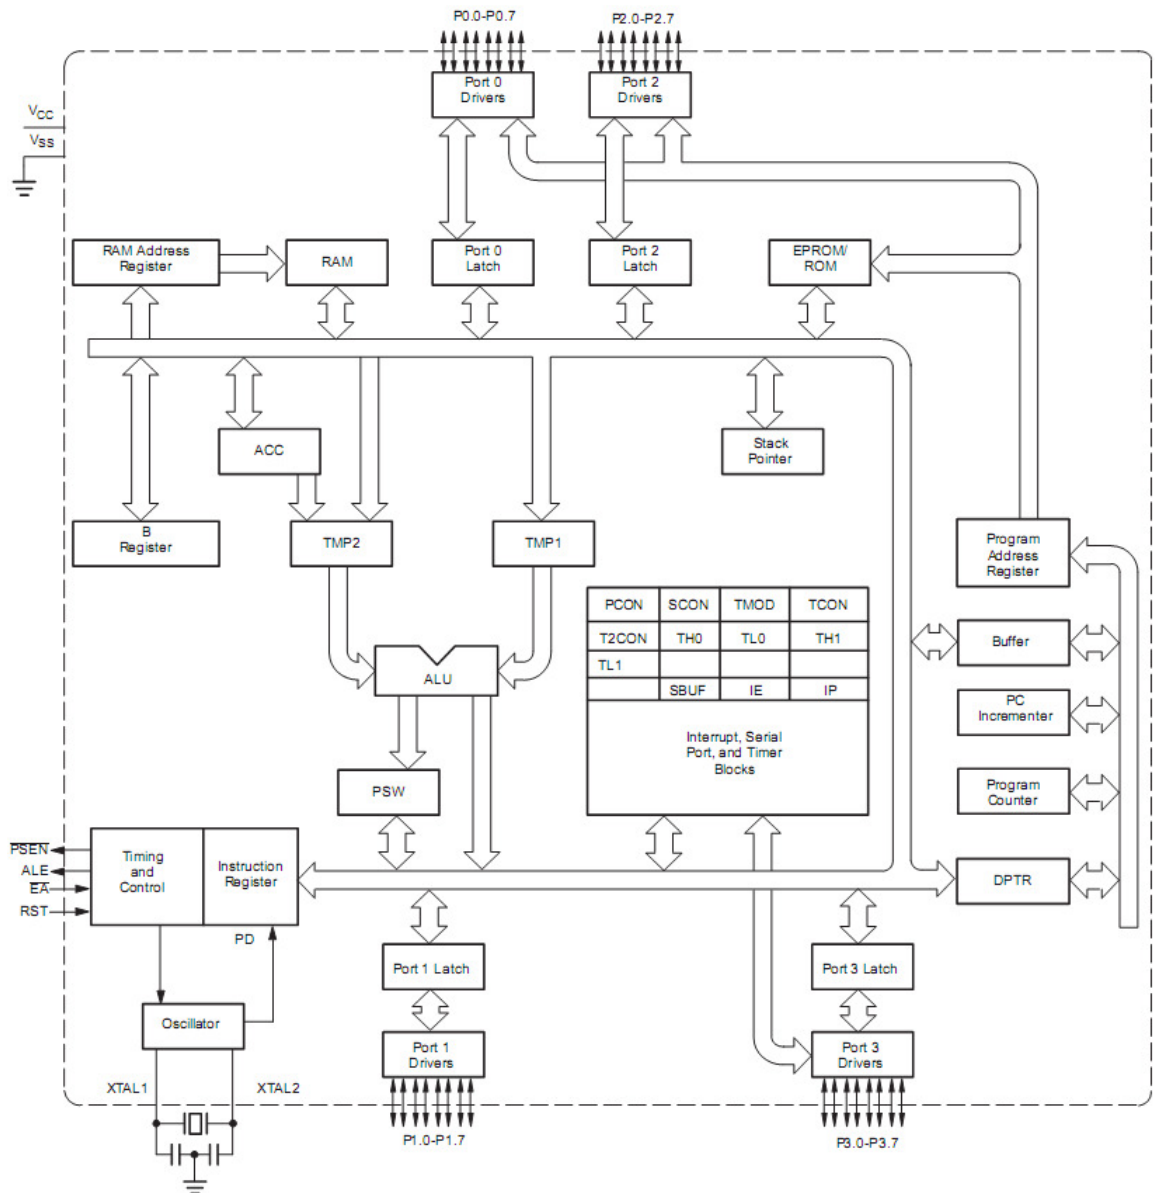 P0.0-P0.7
P2.0-P2.7
Port 0
Drivers
Port 2
Drivers
VCC
VSS
RAM Address
Register
RAM
Port 0
Latch
Port 2
Latch
EPROM/
ROM
ACC
Stack
Pointer
B
Register
TMP2
TMP1
Program
Address
Register
PCON SCON TMOD TCON
T2CON TH0 TL0 TH1
TL1
SBUF IE IP
Interrupt, Serial
Port, and Timer
Blocks
Buffer
ALU
PC
Incrementer
PSW
Program
Counter
PSEN
ALE
EA
RST
Timing
and
Control
Instruction
Register
DPTR
PD
Port 1 Latch
Port 3 Latch
Oscillator
Port 1
Drivers
Port 3
Drivers
XTAL1
XTAL2
P1.0-P1.7
P3.0-P3.7